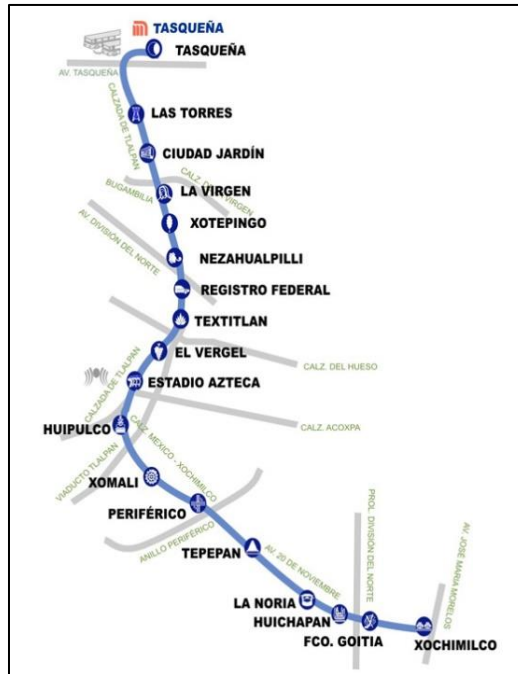 TASQUEÑA
TASQUEÑA
AV. TASQUEÑA
CALZADA DE TLALPAN
LAS TORRES
CIUDAD JARDÍN
BUGAMBILIA
LA VIRGEN
XOTEPINGO
AV. DIVISIÓN DEL NORTE
NEZAHUALPILLI
REGISTRO FEDERAL
TEXTITLAN
EL VERGEL
CALZ. DEL HUESO
ESTADIO AZTECA
CALZADA DE TLALPAN
CALZ. ACOXPA
HUIPULCO
CALZ. MEXICO - XOCHIMILCO
VIADUCTO TLALPAN
XOMALI
PERIFÉRICO
ANILLO PERIFÉRICO
TEPEPAN
AV. 20 DE NOVIEMBRE
PROL. DIVISIÓN DEL NORTE
AV. JOSE MARIA MORELOS
LA NORIA
HUICHAPAN
FCO. GOITIA
XOCHIMILCO